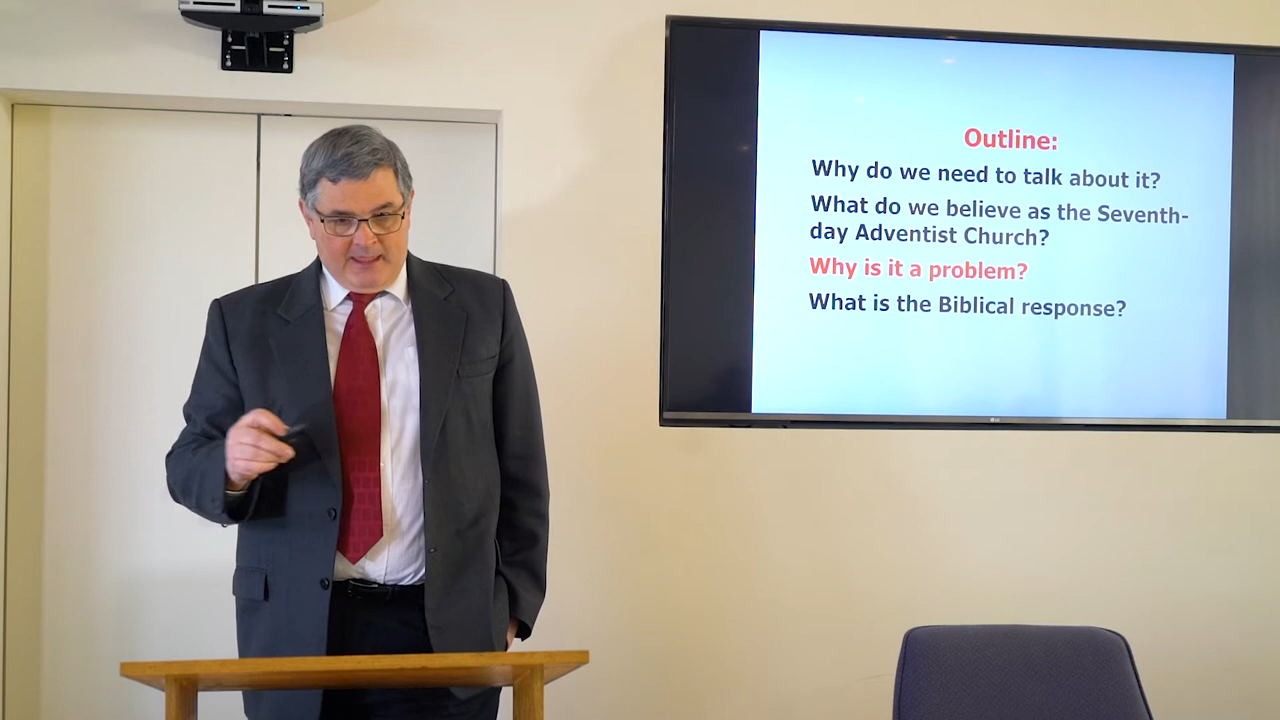 Outline:
Why do we need to talk about it?
What do we believe as the Seventh-
day Adventist Church?
Why is it a problem?
What is the Biblical response?
LG